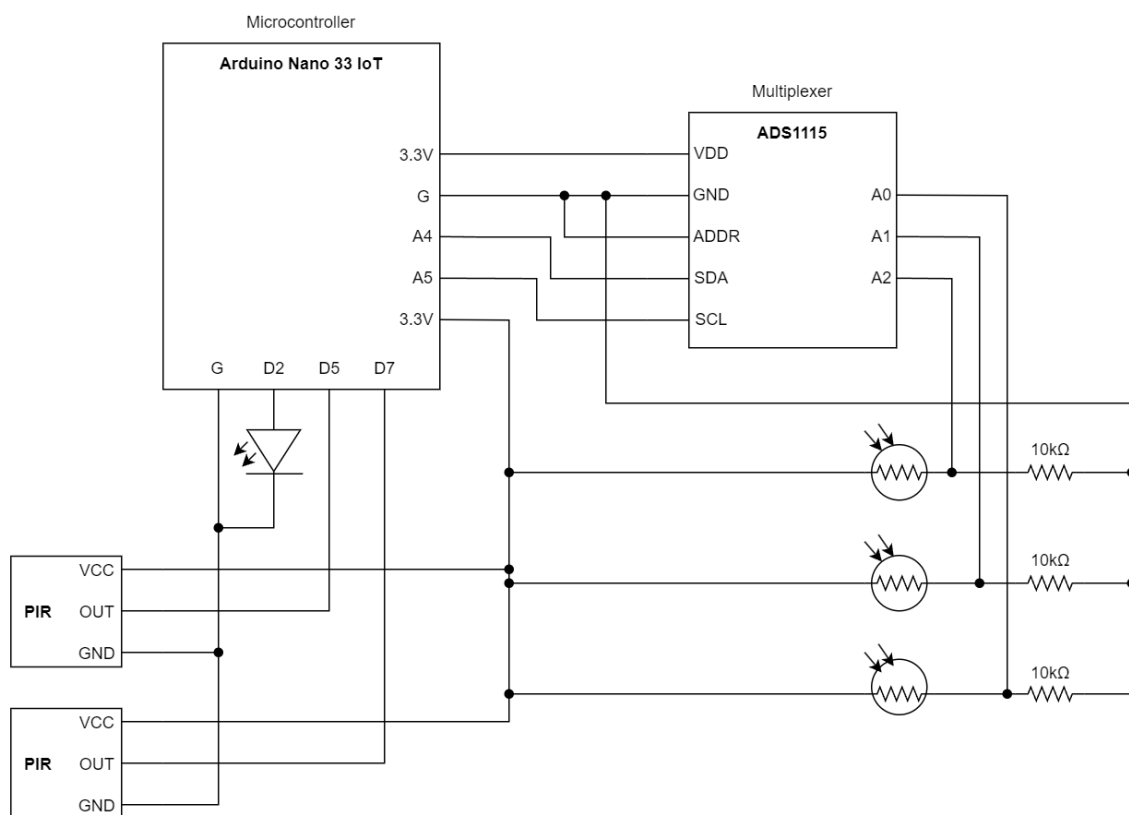 Microcontroller
Arduino Nano 33 IoT
Multiplexer
ADS1115
3.3V
VDD
G
GND
A0
A4
ADDR
A1
A5
SDA
A2
3.3V
SCL
G D2 D5 D7
10kΩ
VCC
10kΩ
PIR OUT
GND
10kΩ
VCC
PIR OUT
GND